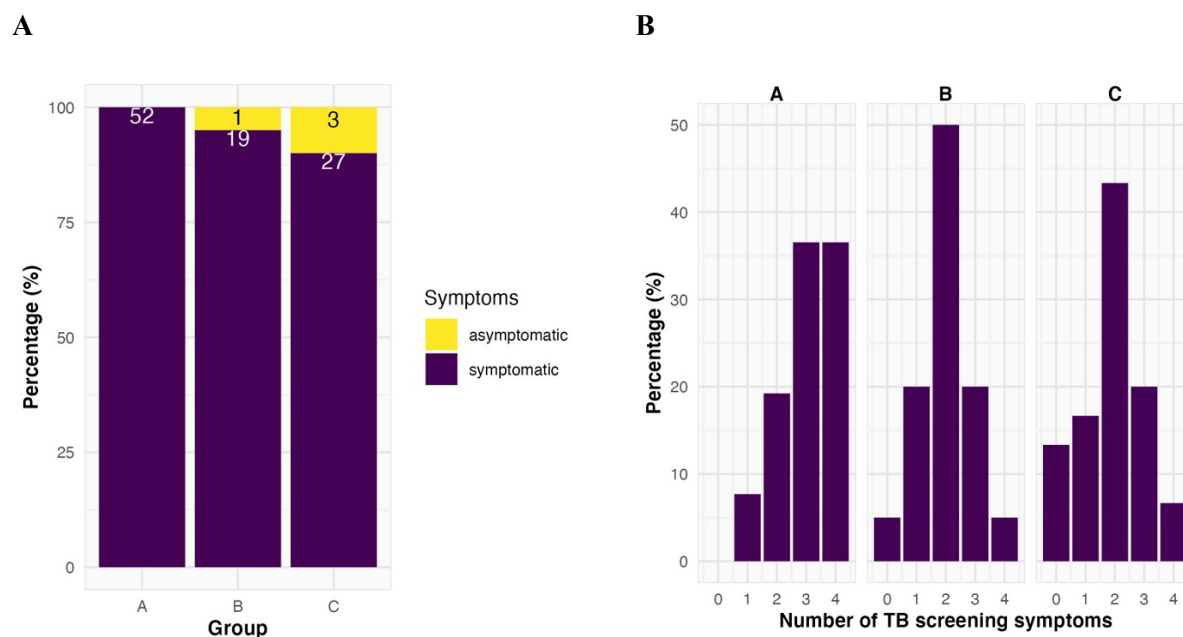 A
100
75
50
25
0
Percentage (%)
52
1
19
3
27
A B C
Group
Symptoms
asymptomatic
symptomatic
B
A B C
50
40
30
20
10
0
Percentage (%)
0 1 2 3 4 0 1 2 3 4 0 1 2 3 4
Number of TB screening symptoms